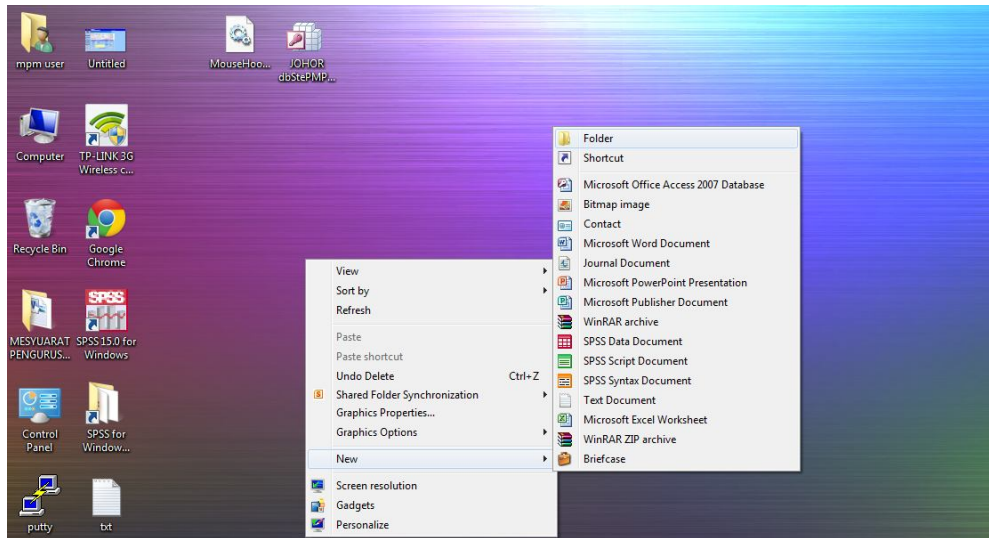 mpm user
Untitled
MouseHoo...
JOHOR
dbStePMP...
Computer
TP-LINK 3G
Wireless c...
Recycle Bin
Google
Chrome
MESYUARAT
PENGURUS...
SPSS
SPSS 15.0 for
Windows
Control
Panel
SPSS for
Window...
putty
txt
View
Sort by
Refresh
Paste
Paste shortcut
Undo Delete Ctrl+Z
Shared Folder Synchronization
Graphics Properties...
Graphics Options
New
Screen resolution
Gadgets
Personalize
Folder
Shortcut
Microsoft Office Access 2007 Database
Bitmap image
Contact
Microsoft Word Document
Journal Document
Microsoft PowerPoint Presentation
Microsoft Publisher Document
WinRAR archive
SPSS Data Document
SPSS Script Document
SPSS Syntax Document
Text Document
Microsoft Excel Worksheet
WinRAR ZIP archive
Briefcase